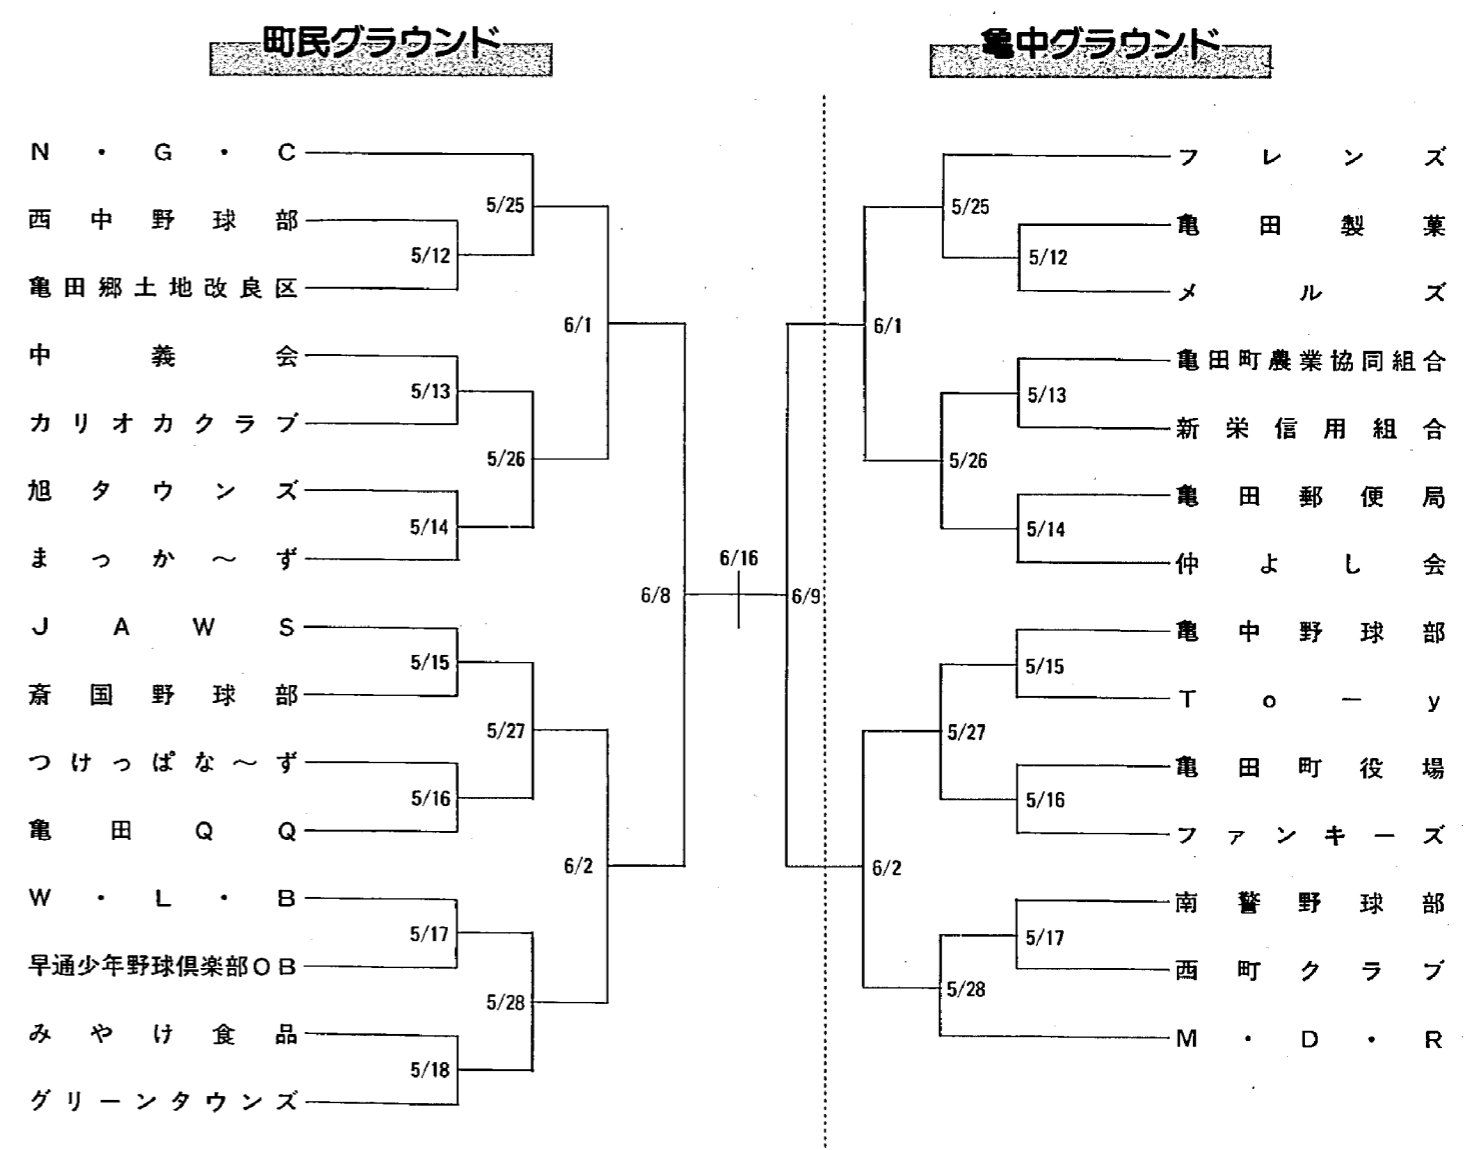 町民グラウンド
N・G・C
5/25
西中野球部
5/12
亀田郷土地改良区
6/1
中義会
5/13
カリオカクラブ
5/26
旭タウンズ
5/14
まっか〜ず
6/8
JAWS
5/15
斎国野球部
5/27
つけっぱな〜ず
5/16
亀田QQ
6/2
W・L・B
5/17
早通少年野球倶楽部OB
5/28
みやけ食品
5/18
グリーンタウンズ
6/16
亀中グラウンド
フレンズ
5/25
亀田製菓
5/12
メルズ
6/1
亀田町農業協同組合
5/13
新栄信用組合
5/26
亀田郵便局
5/14
仲よし会
6/9
亀中野球部
5/15
Toーy
5/27
亀田町役場
5/16
ファンキーズ
6/2
南警野球部
5/17
西町クラブ
5/28
M・D・R